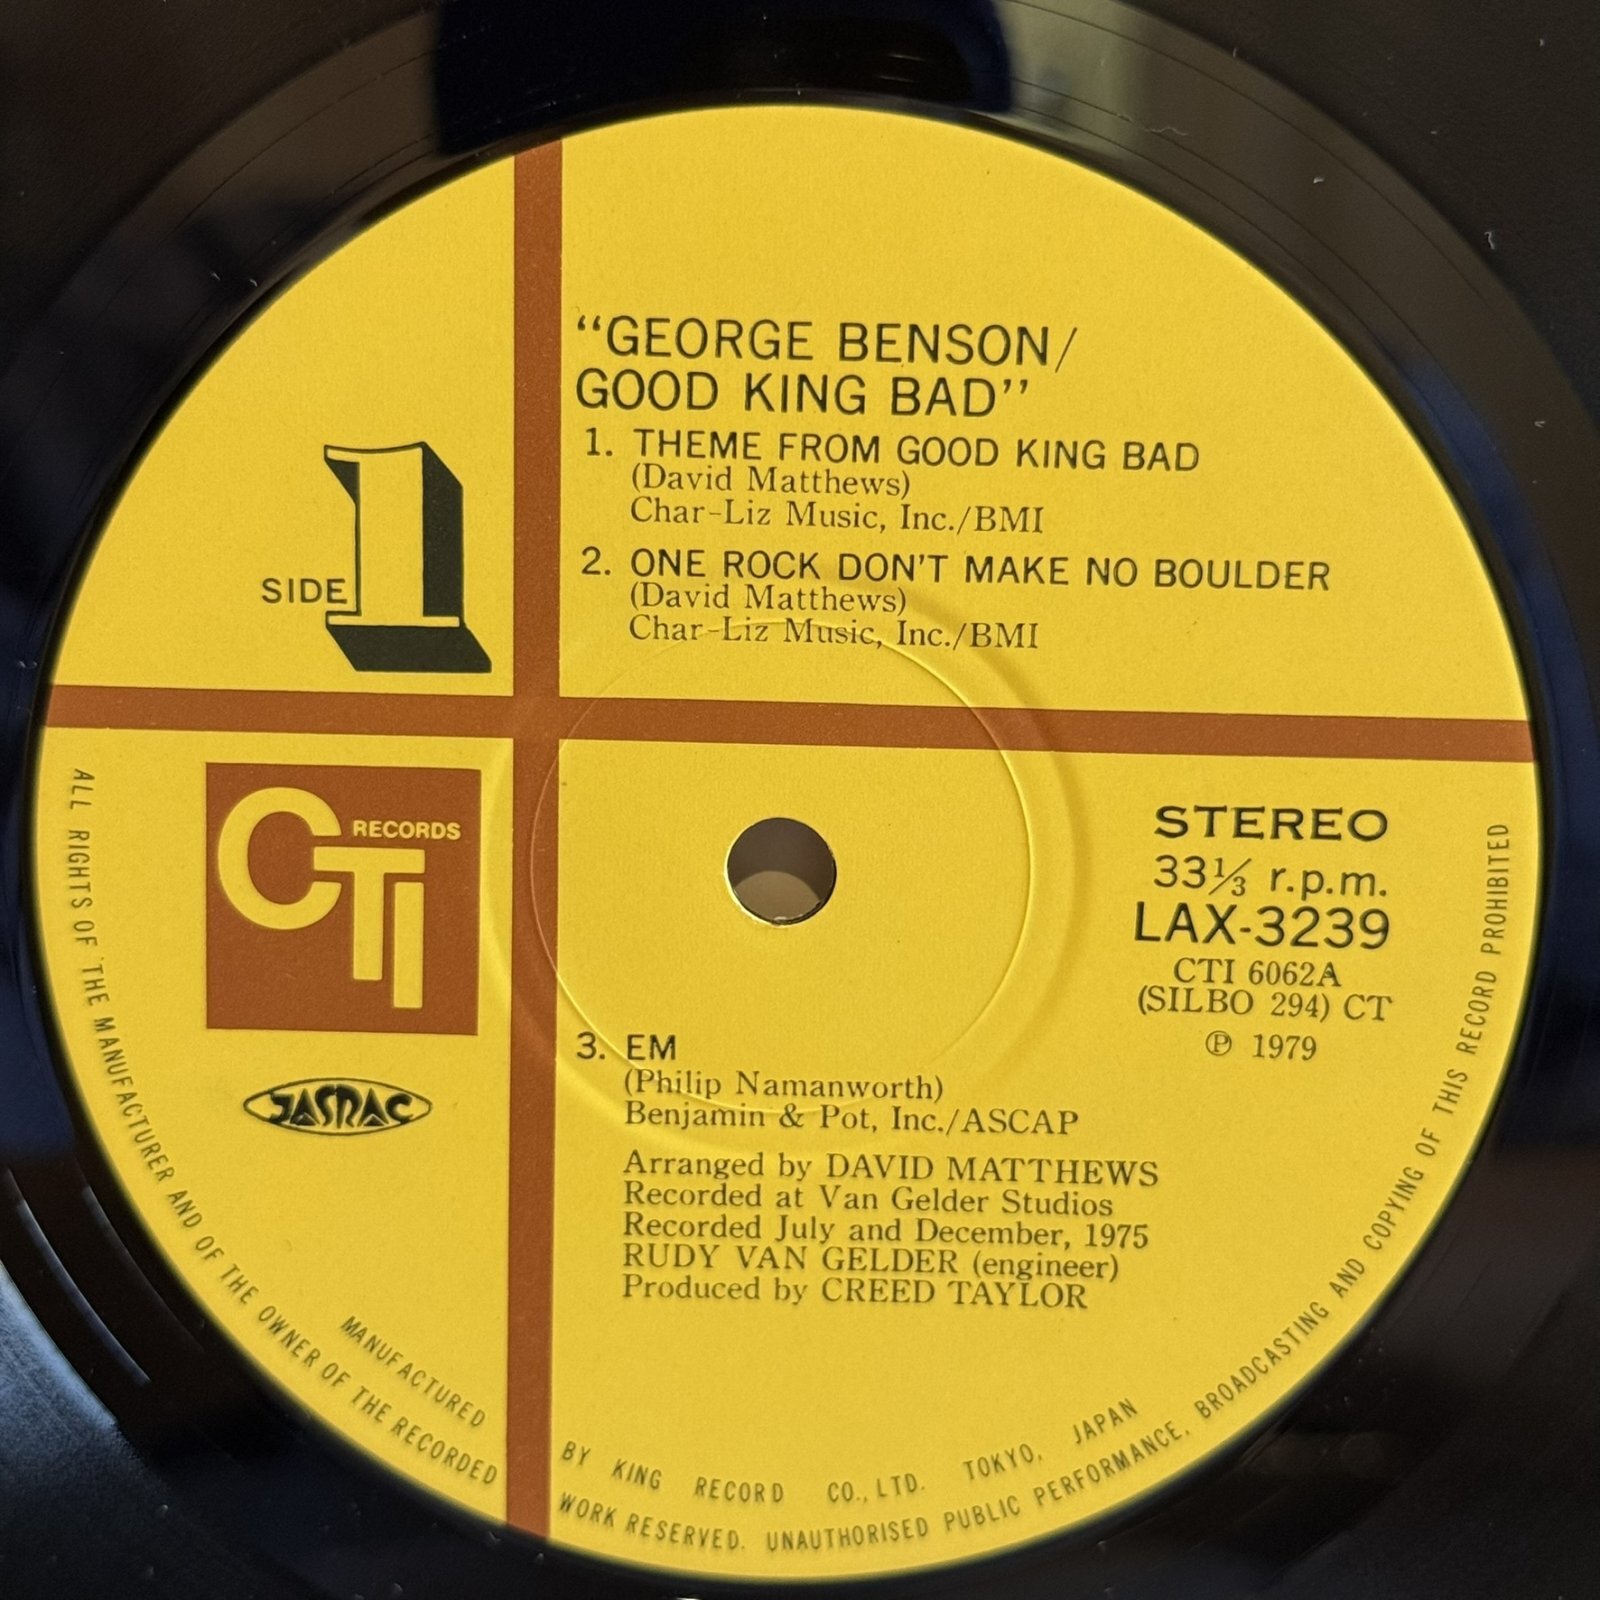 "GEORGE BENSON/
GOOD KING BAD"
1. THEME FROM GOOD KING BAD
(David Matthews)
Char-Liz Music, Inc./BMI
2. ONE ROCK DON'T MAKE NO BOULDER
(David Matthews)
Char-Liz Music, Inc./BMI
SIDE 1
CTI RECORDS
JASRAC
STEREO
33⅓ r.p.m.
LAX-3239
CTI 6062A
(SILBO 294) CT
℗ 1979
3. EM
(Philip Namanworth)
Benjamin & Pot, Inc./ASCAP
Arranged by DAVID MATTHEWS
Recorded at Van Gelder Studios
Recorded July and December, 1975
RUDY VAN GELDER (engineer)
Produced by CREED TAYLOR
MANUFACTURED BY KING RECORD CO., LTD. TOKYO, JAPAN
ALL RIGHTS OF THE MANUFACTURER AND OF THE OWNER OF THE RECORDED WORK RESERVED. UNAUTHORISED PUBLIC PERFORMANCE, BROADCASTING AND COPYING OF THIS RECORD PROHIBITED